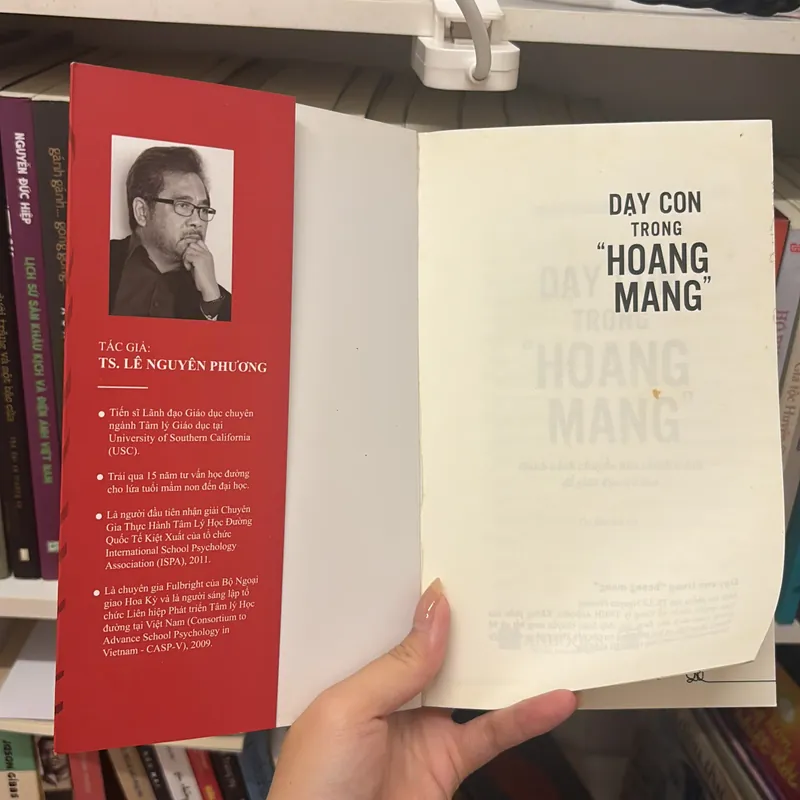 TÁC GIẢ:
TS. LÊ NGUYÊN PHƯƠNG
Tiến sĩ Lãnh đạo Giáo dục chuyên
ngành Tâm lý Giáo dục tại
University of Southern California
(USC).
Trải qua 15 năm tư vấn học đường
cho lứa tuổi mầm non đến đại học.
Là người đầu tiên nhận giải Chuyên
Gia Thực Hành Tâm Lý Học Đường
Quốc Tế Kiệt Xuất của tổ chức
International School Psychology
Association (ISPA), 2011.
Là chuyên gia Fulbright của Bộ Ngoại
giao Hoa Kỳ và là người sáng lập tổ
chức Liên hiệp Phát triển Tâm lý Học
đường tại Việt Nam (Consortium to
Advance School Psychology in
Vietnam - CASP-V), 2009.
DẠY CON
TRONG
“HOANG
MANG”
NGUYỄN ĐỨC HIỆP
LỊCH SỬ SÂN KHẤU KỊCH VÀ ĐIỆN ẢNH VIỆT NAM
gánh gánh... gồng gồng...
JASON GIBBS